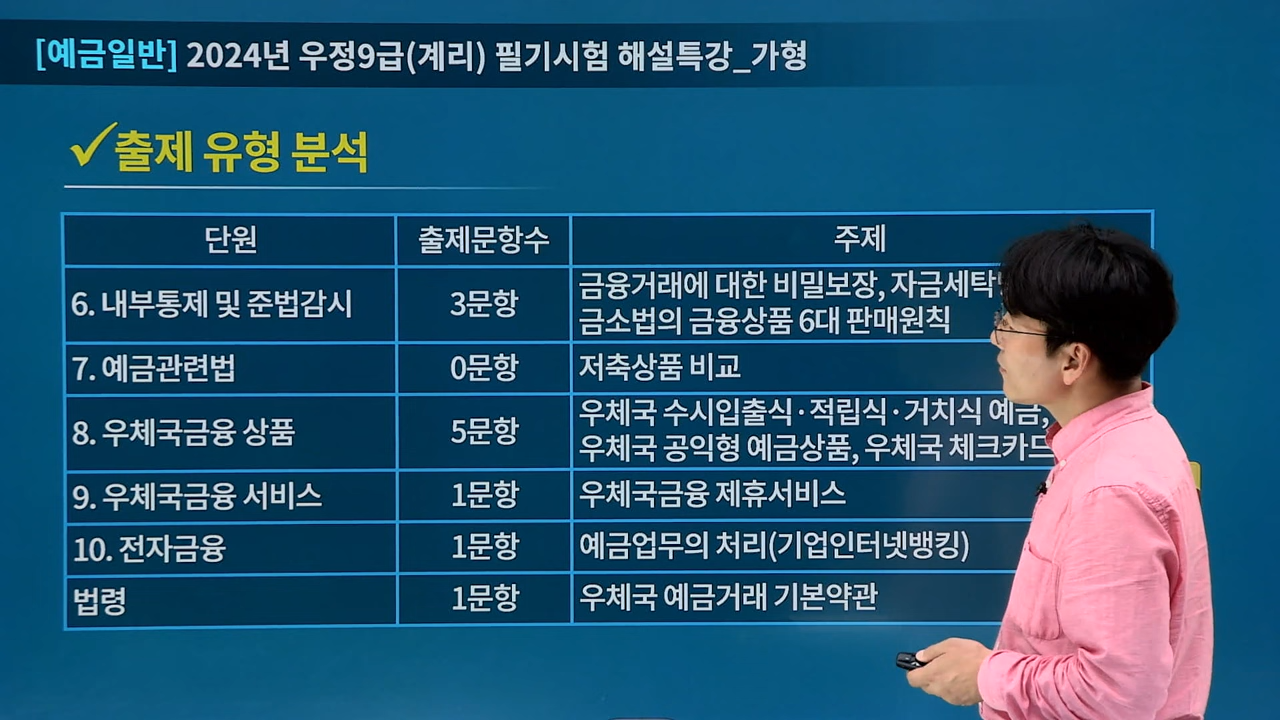 [예금일반] 2024년 우정9급(계리) 필기시험 해설특강_가형
✓출제 유형 분석
단원 출제문항수 주제
6. 내부통제 및 준법감시 3문항 금융거래에 대한 비밀보장, 자금세탁
금소법의 금융상품 6대 판매원칙
7. 예금관련법 0문항 저축상품 비교
8. 우체국금융 상품 5문항 우체국 수시입출식·적립식·거치식 예금,
우체국 공익형 예금상품, 우체국 체크카드
9. 우체국금융 서비스 1문항 우체국금융 제휴서비스
10. 전자금융 1문항 예금업무의 처리(기업인터넷뱅킹)
법령 1문항 우체국 예금거래 기본약관